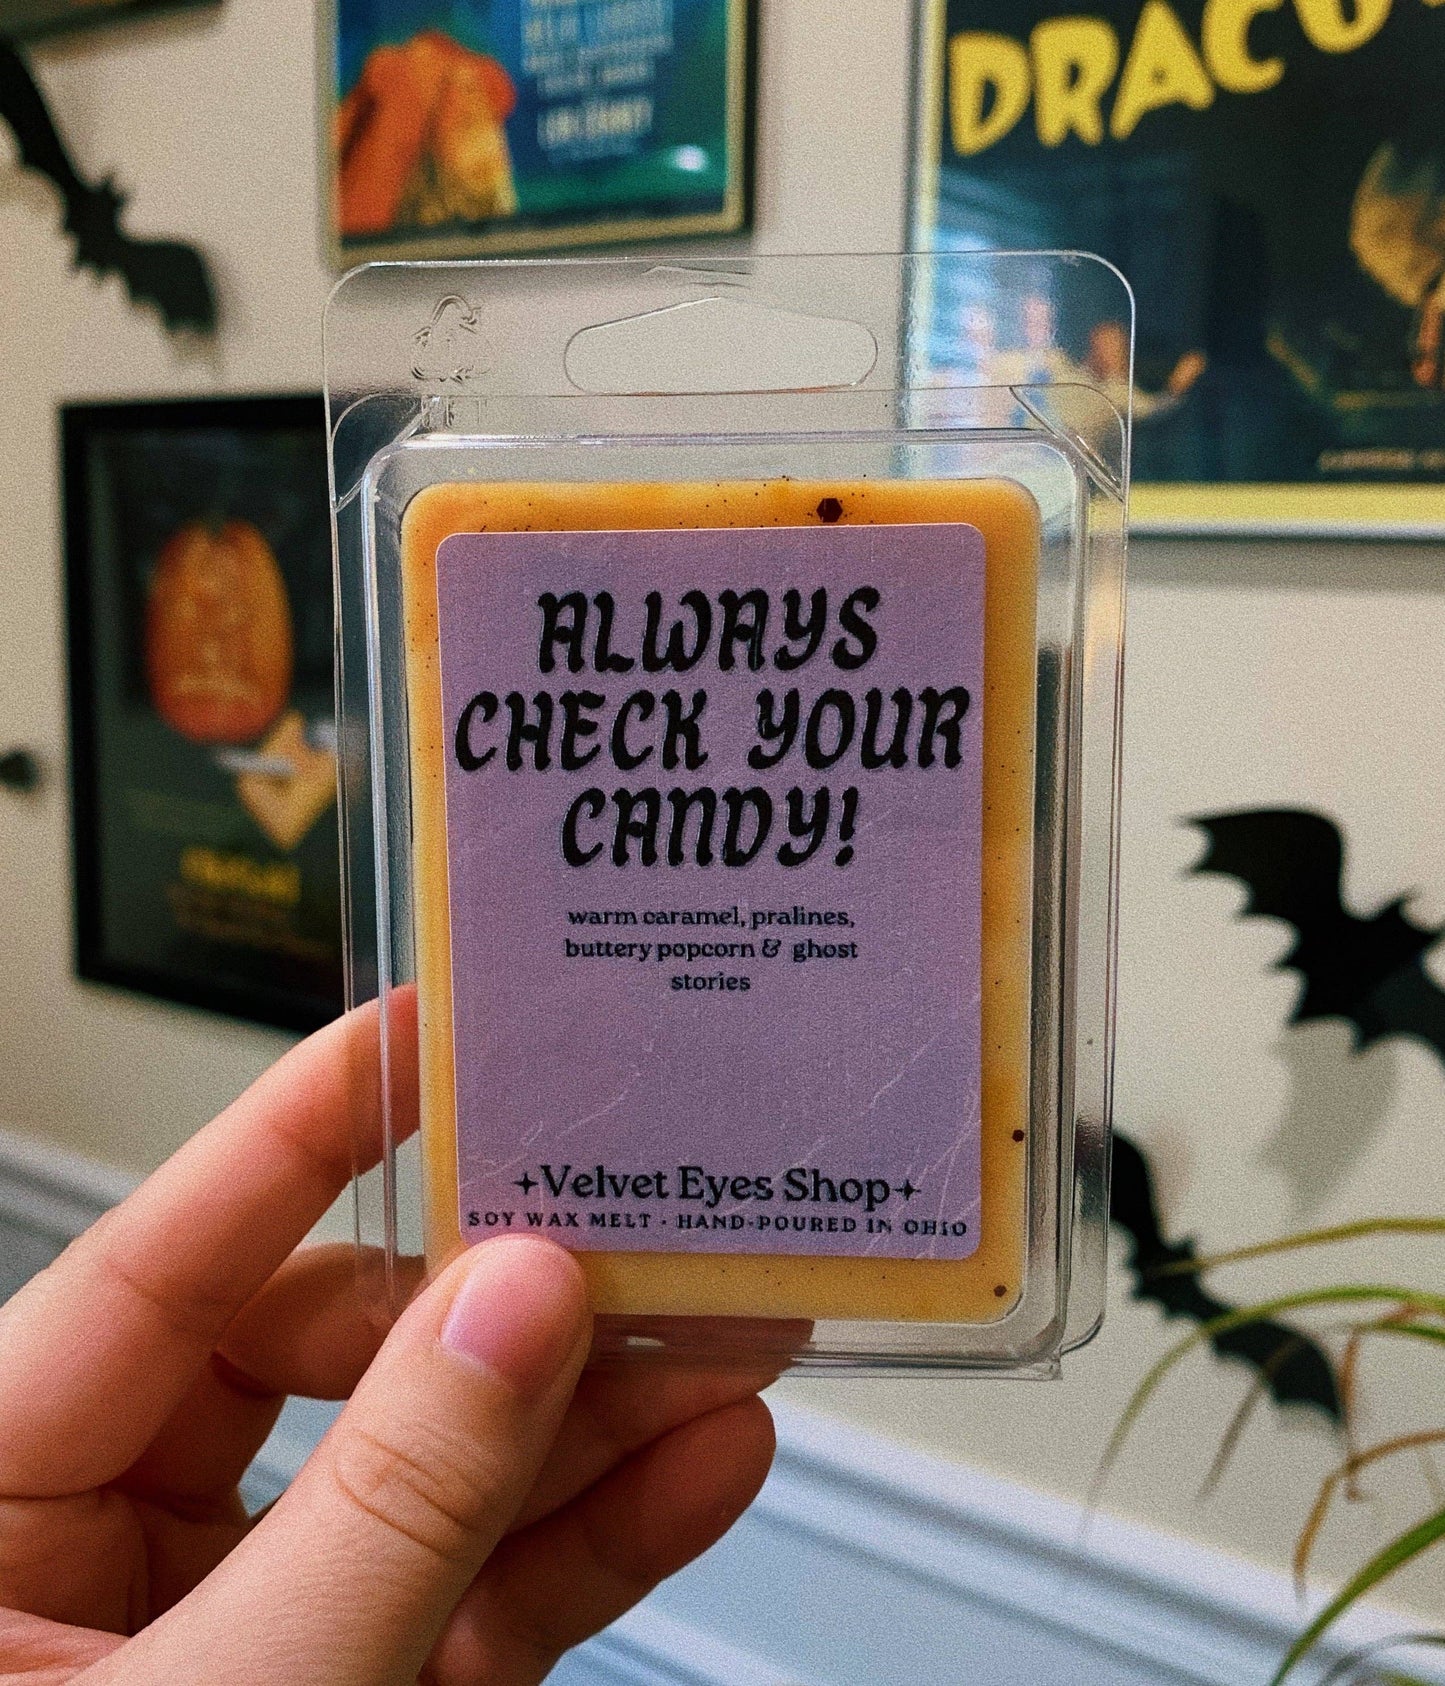 DRACU
ALWAYS
CHECK YOUR
CANDY!
warm caramel, pralines,
buttery popcorn & ghost
stories
Velvet Eyes Shop
SOY WAX MELT · HAND-POURED IN OHIO